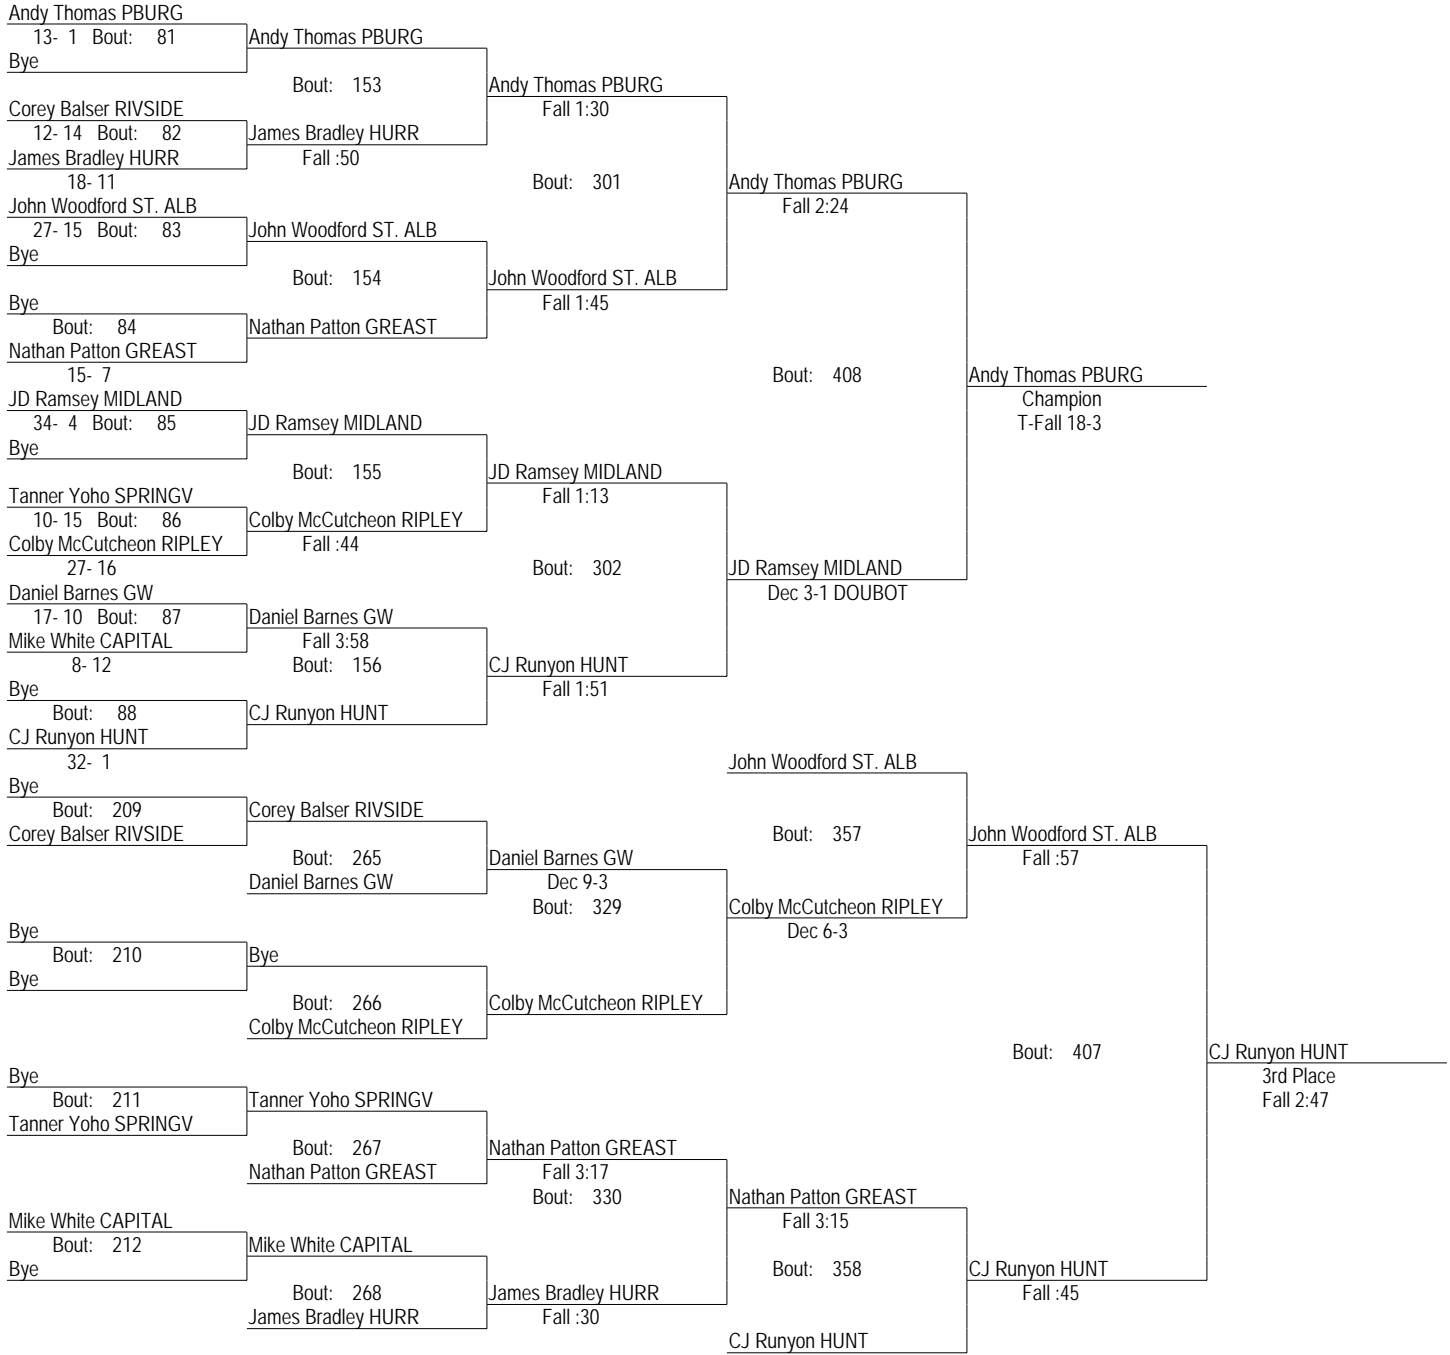 Andy Thomas PBURG
13- 1 Bout: 81
Andy Thomas PBURG
Bye
Bout: 153
Andy Thomas PBURG
Corey Balser RIVSIDE
Fall 1:30
12- 14 Bout: 82
James Bradley HURR
James Bradley HURR
Fall :50
18- 11
Bout: 301
Andy Thomas PBURG
John Woodford ST. ALB
Fall 2:24
27- 15 Bout: 83
John Woodford ST. ALB
Bye
Bout: 154
John Woodford ST. ALB
Bye
Fall 1:45
Bout: 84
Nathan Patton GREAST
Nathan Patton GREAST
15- 7
Bout: 408
Andy Thomas PBURG
JD Ramsey MIDLAND
Champion
34- 4 Bout: 85
JD Ramsey MIDLAND
T-Fall 18-3
Bye
Bout: 155
JD Ramsey MIDLAND
Tanner Yoho SPRINGV
Fall 1:13
10- 15 Bout: 86
Colby McCutcheon RIPLEY
Colby McCutcheon RIPLEY
Fall :44
27- 16
Bout: 302
JD Ramsey MIDLAND
Daniel Barnes GW
Dec 3-1 DOUBOT
17- 10 Bout: 87
Daniel Barnes GW
Mike White CAPITAL
Fall 3:58
8- 12
Bout: 156
CJ Runyon HUNT
Bye
Fall 1:51
Bout: 88
CJ Runyon HUNT
CJ Runyon HUNT
32- 1
John Woodford ST. ALB
Bye
Bout: 209
Corey Balser RIVSIDE
Corey Balser RIVSIDE
Bout: 357
John Woodford ST. ALB
Bout: 265
Daniel Barnes GW
Fall :57
Daniel Barnes GW
Dec 9-3
Bout: 329
Colby McCutcheon RIPLEY
Bye
Dec 6-3
Bout: 210
Bye
Bye
Bout: 266
Colby McCutcheon RIPLEY
Colby McCutcheon RIPLEY
Bout: 407
CJ Runyon HUNT
Bye
3rd Place
Bout: 211
Tanner Yoho SPRINGV
Fall 2:47
Tanner Yoho SPRINGV
Bout: 267
Nathan Patton GREAST
Nathan Patton GREAST
Fall 3:17
Bout: 330
Nathan Patton GREAST
Mike White CAPITAL
Fall 3:15
Bout: 212
Mike White CAPITAL
Bye
Bout: 358
CJ Runyon HUNT
Bout: 268
James Bradley HURR
Fall :45
James Bradley HURR
Fall :30
CJ Runyon HUNT